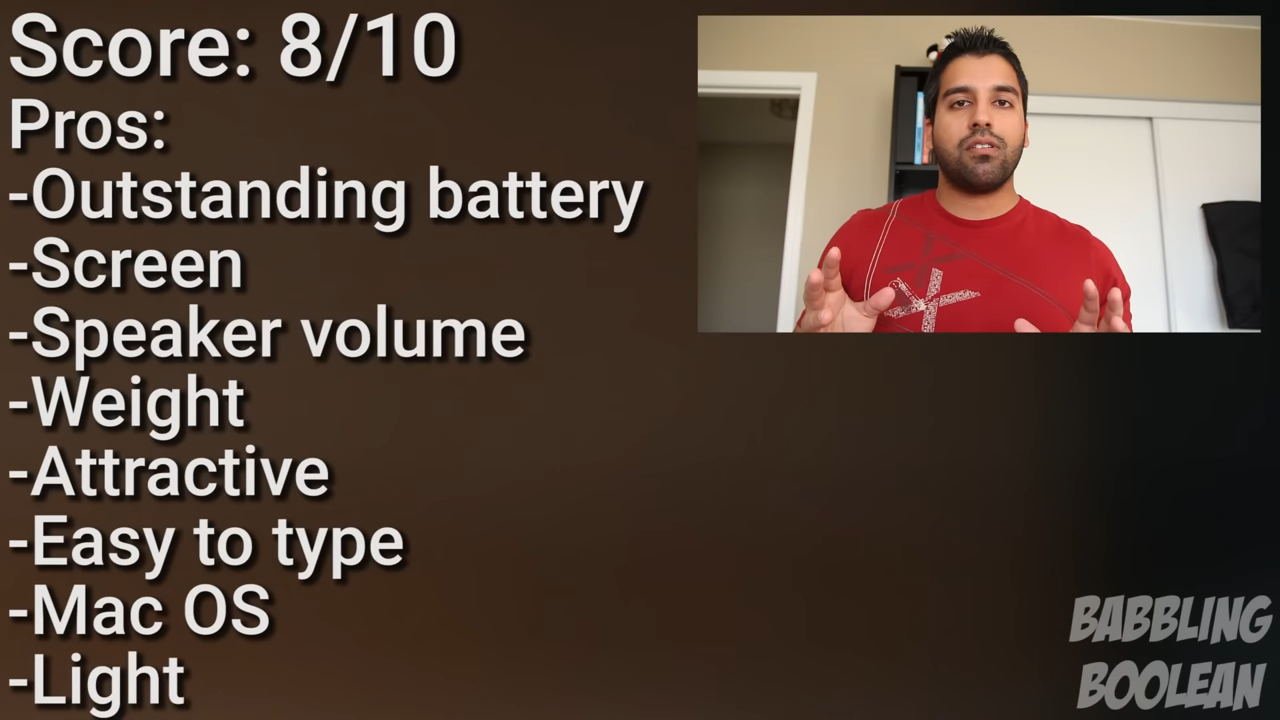 Score: 8/10
Pros:
-Outstanding battery
-Screen
-Speaker volume
-Weight
-Attractive
-Easy to type
-Mac OS
-Light
BABBLING
BOOLEAN